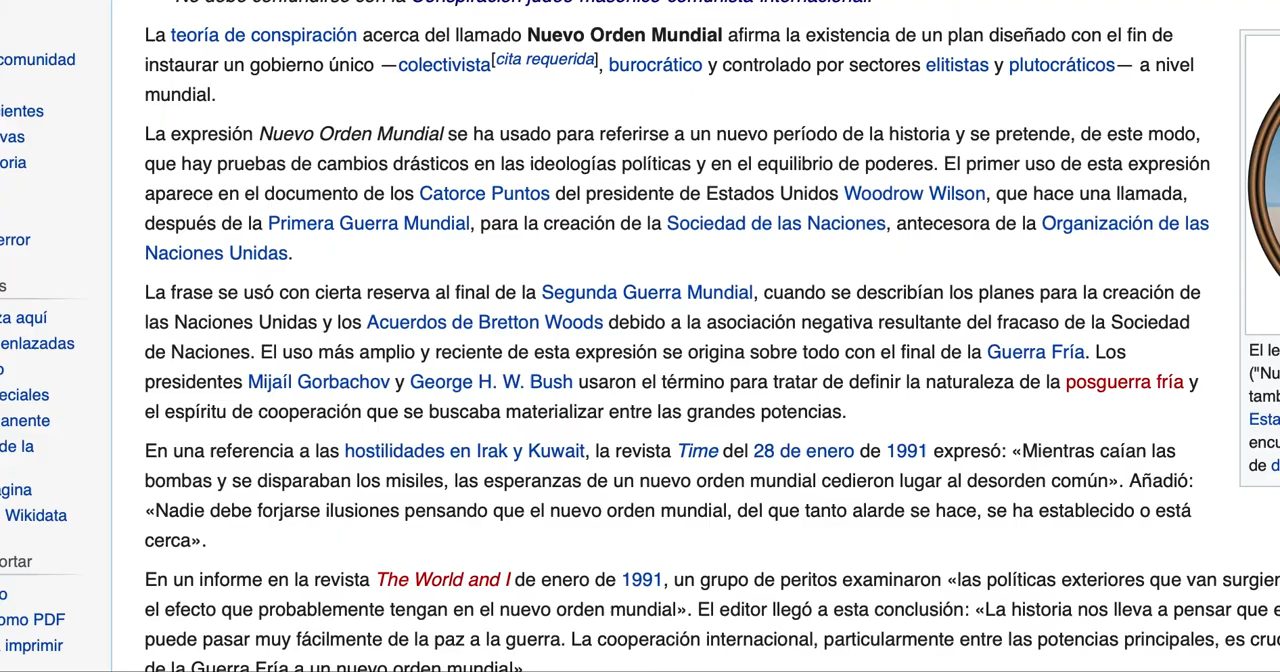 No debe confundirse con la Conspiración judeo-masónico-comunista-internacional.
La teoría de conspiración acerca del llamado Nuevo Orden Mundial afirma la existencia de un plan diseñado con el fin de
instaurar un gobierno único —colectivista[cita requerida], burocrático y controlado por sectores elitistas y plutocráticos— a nivel
mundial.
La expresión Nuevo Orden Mundial se ha usado para referirse a un nuevo período de la historia y se pretende, de este modo,
que hay pruebas de cambios drásticos en las ideologías políticas y en el equilibrio de poderes. El primer uso de esta expresión
aparece en el documento de los Catorce Puntos del presidente de Estados Unidos Woodrow Wilson, que hace una llamada,
después de la Primera Guerra Mundial, para la creación de la Sociedad de las Naciones, antecesora de la Organización de las
Naciones Unidas.
La frase se usó con cierta reserva al final de la Segunda Guerra Mundial, cuando se describían los planes para la creación de
las Naciones Unidas y los Acuerdos de Bretton Woods debido a la asociación negativa resultante del fracaso de la Sociedad
de Naciones. El uso más amplio y reciente de esta expresión se origina sobre todo con el final de la Guerra Fría. Los
presidentes Mijaíl Gorbachov y George H. W. Bush usaron el término para tratar de definir la naturaleza de la posguerra fría y
el espíritu de cooperación que se buscaba materializar entre las grandes potencias.
En una referencia a las hostilidades en Irak y Kuwait, la revista Time del 28 de enero de 1991 expresó: «Mientras caían las
bombas y se disparaban los misiles, las esperanzas de un nuevo orden mundial cedieron lugar al desorden común». Añadió:
«Nadie debe forjarse ilusiones pensando que el nuevo orden mundial, del que tanto alarde se hace, se ha establecido o está
cerca».
En un informe en la revista The World and I de enero de 1991, un grupo de peritos examinaron «las políticas exteriores que van surgien
el efecto que probablemente tengan en el nuevo orden mundial». El editor llegó a esta conclusión: «La historia nos lleva a pensar que e
puede pasar muy fácilmente de la paz a la guerra. La cooperación internacional, particularmente entre las potencias principales, es cruc
de la Guerra Fría a un nuevo orden mundial».
comunidad
cientes
vas
oria
error
s
za aquí
enlazadas
o
eciales
anente
de la
ágina
Wikidata
ortar
o
omo PDF
imprimir
El le
("Nu
tamb
Esta
encu
de d